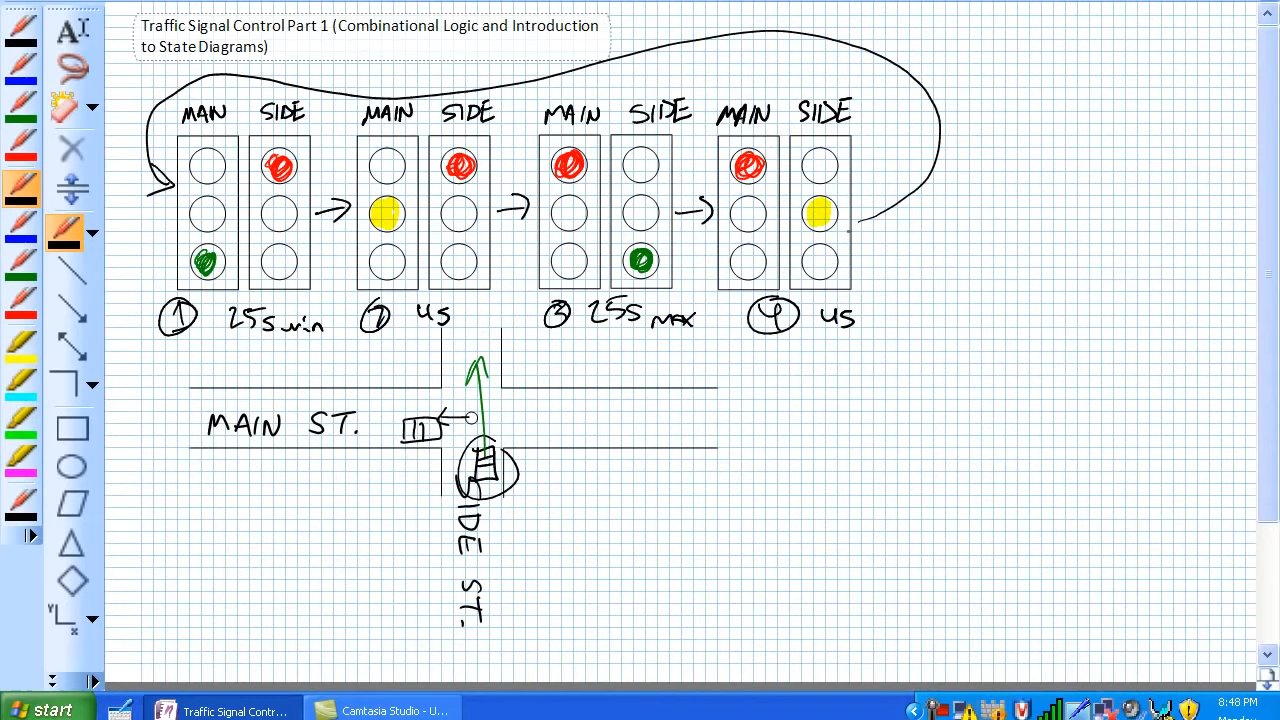 Traffic Signal Control Part 1 (Combinational Logic and Introduction
to State Diagrams)
MAIN SIDE MAIN SIDE MAIN SIDE MAIN SIDE
1 25s min 2 4s 3 25s MAX 4 4s
MAIN ST.
SIDE ST.
start Traffic Signal Contr... Camtasia Studio - U... 8:48 PM
Monday